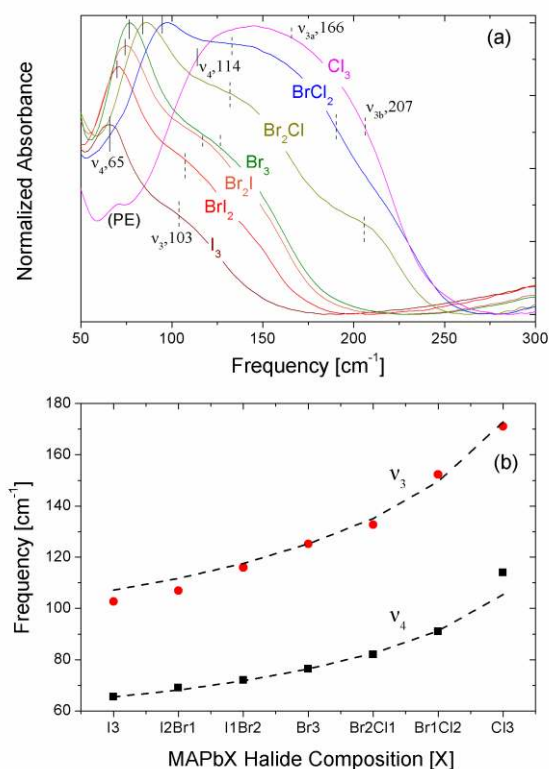 (a)
ν3a,166
ν4,114
Cl3
BrCl2
ν3b,207
Br2Cl
ν4,65
Br3
Br2I
(PE)
BrI2
ν3,103
I3
Normalized Absorbance
50 100 150 200 250 300
Frequency [cm-1]
180
(b)
160
ν3
140
120
100
ν4
80
60
Frequency [cm-1]
I3 I2Br1 I1Br2 Br3 Br2Cl1 Br1Cl2 Cl3
MAPbX Halide Composition [X]